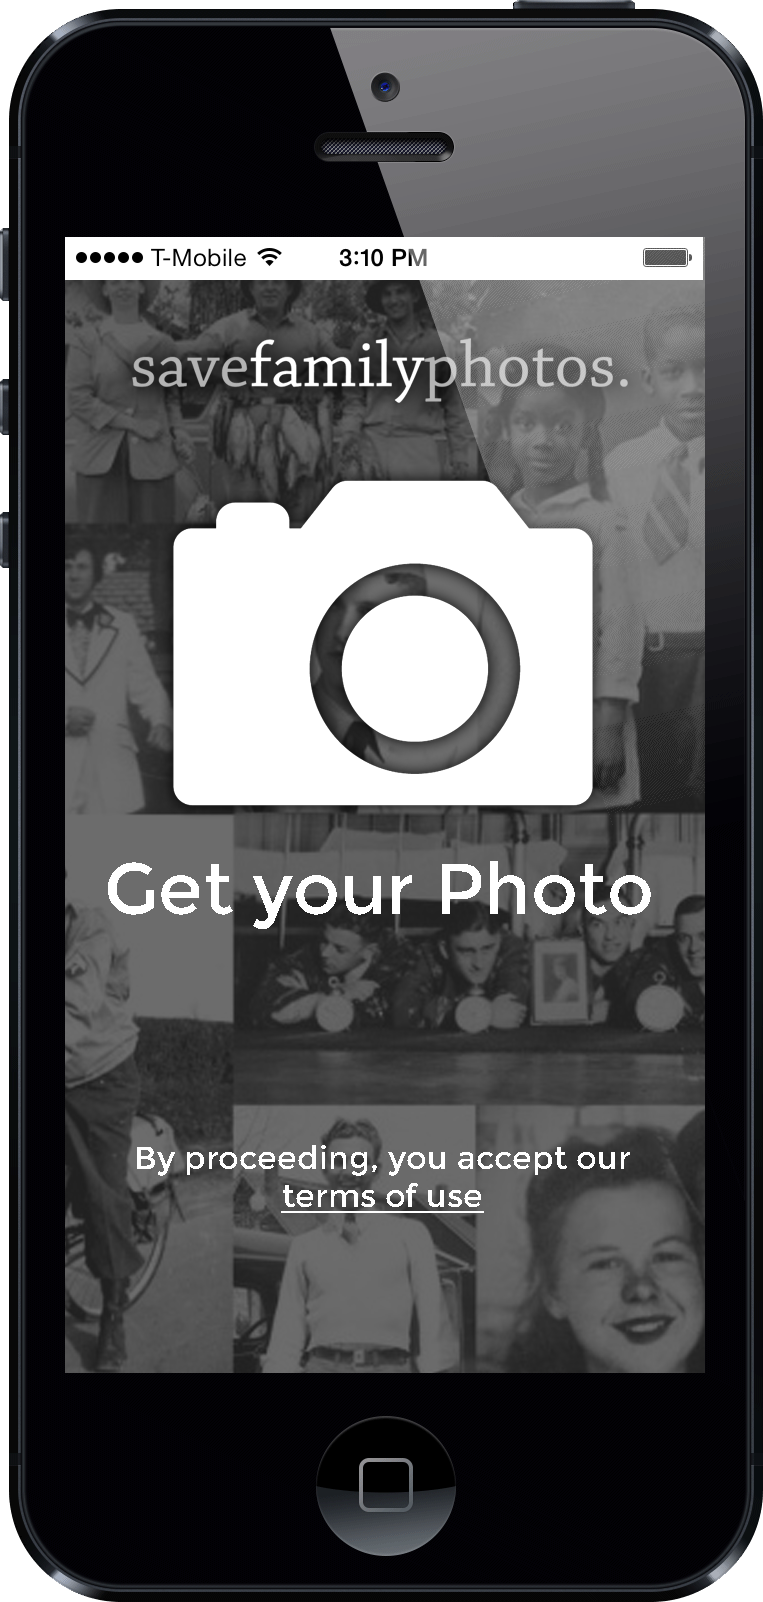 T-Mobile 3:10 PM
savefamilyphotos.
Get your Photo
By proceeding, you accept our
terms of use